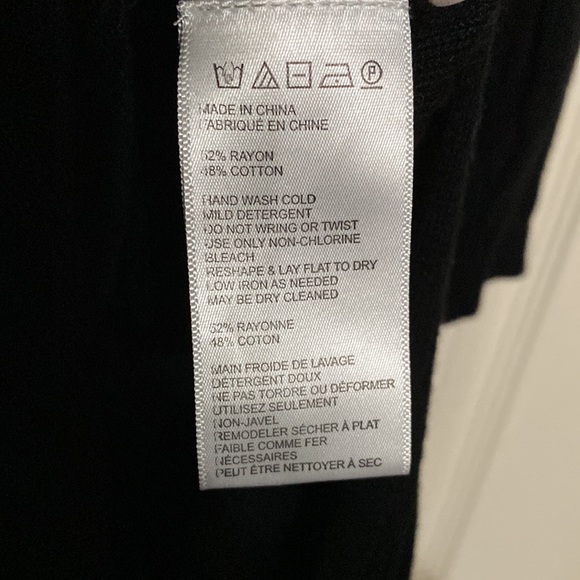 P
MADE IN CHINA
FABRIQUÉ EN CHINE
52% RAYON
48% COTTON
HAND WASH COLD
MILD DETERGENT
DO NOT WRING OR TWIST
USE ONLY NON-CHLORINE
BLEACH
RESHAPE & LAY FLAT TO DRY
LOW IRON AS NEEDED
MAY BE DRY CLEANED
52% RAYONNE
48% COTON
MAIN FROIDE DE LAVAGE
DÉTERGENT DOUX
NE PAS TORDRE OU DÉFORMER
UTILISEZ SEULEMENT
NON-JAVEL
REMODELER SÉCHER À PLAT
FAIBLE COMME FER
NÉCESSAIRES
PEUT ÊTRE NETTOYER À SEC